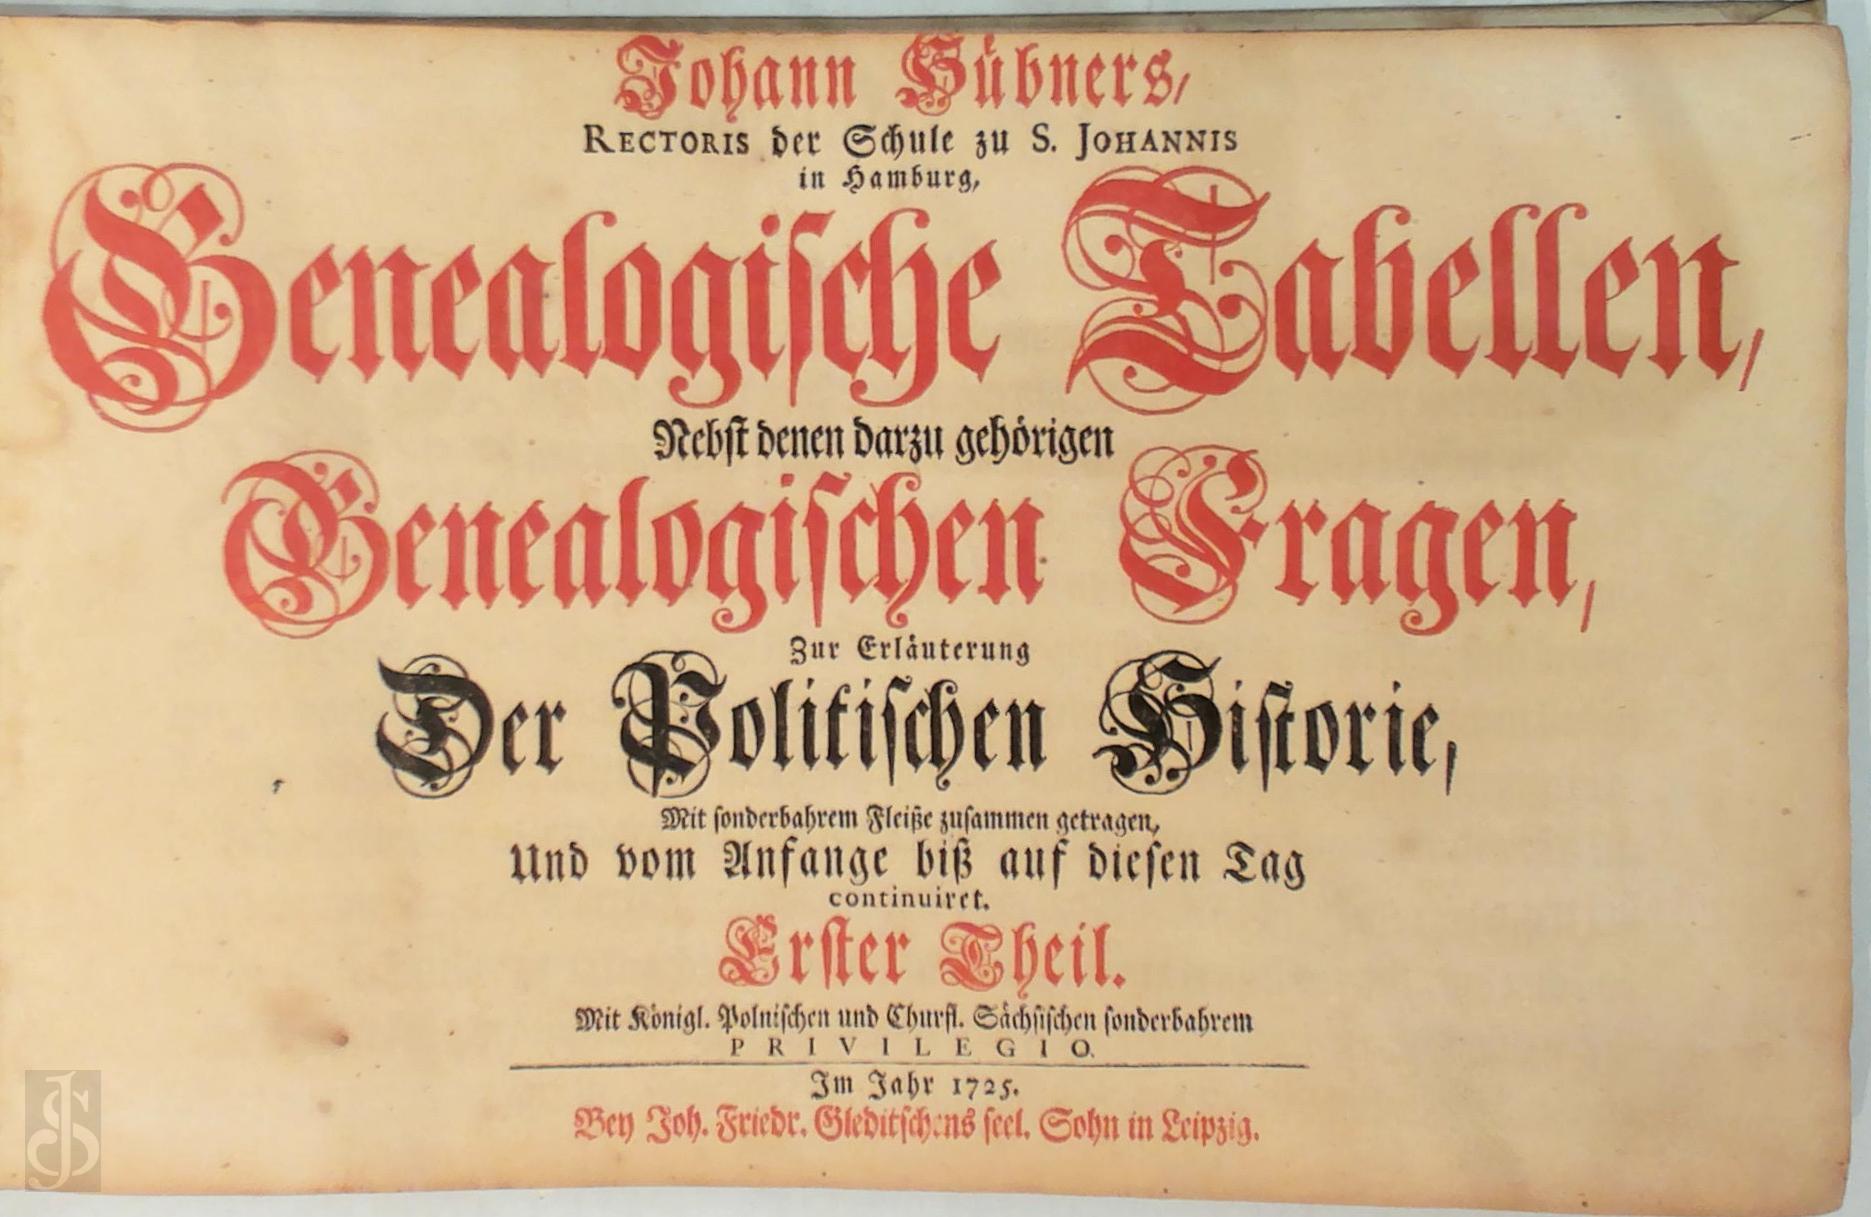 Johann Hübners,
RECTORIS der Schule zu S. JOHANNIS
in Hamburg,
Genealogische Tabellen,
Nebst denen darzu gehörigen
Genealogischen Fragen,
Zur Erläuterung
Der Politischen Historie,
Mit sonderbahrem Fleiße zusammen getragen,
Und vom Anfange biß auf diesen Tag
continuiret.
Erster Theil.
Mit Königl. Polnischen und Churfl. Sächsischen sonderbahrem
PRIVILEGIO.
Im Jahr 1725.
Bey Joh. Friedr. Gleditschens seel. Sohn in Leipzig.